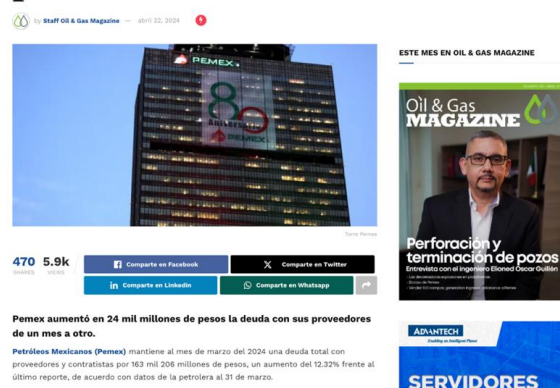 by Staff Oil & Gas Magazine — abril 22, 2024
ESTE MES EN OIL & GAS MAGAZINE
PEMEX
80
Aniversario
PEMEX
Torre Pemex
470 5.9k
SHARES VIEWS
Comparte en Facebook
Comparte en Twitter
Comparte en Linkedin
Comparte en Whatsapp
Pemex aumentó en 24 mil millones de pesos la deuda con sus proveedores
de un mes a otro.
Petróleos Mexicanos (Pemex) mantiene al mes de marzo del 2024 una deuda total con
proveedores y contratistas por 163 mil 206 millones de pesos, un aumento del 12.32% frente al
último reporte, de acuerdo con datos de la petrolera al 31 de marzo.
Oil & Gas
MAGAZINE
Perforación y
terminación de pozos
Entrevista con el ingeniero Elioned Óscar Guillén
ADVANTECH
Enabling an Intelligent Planet
SERVIDORES